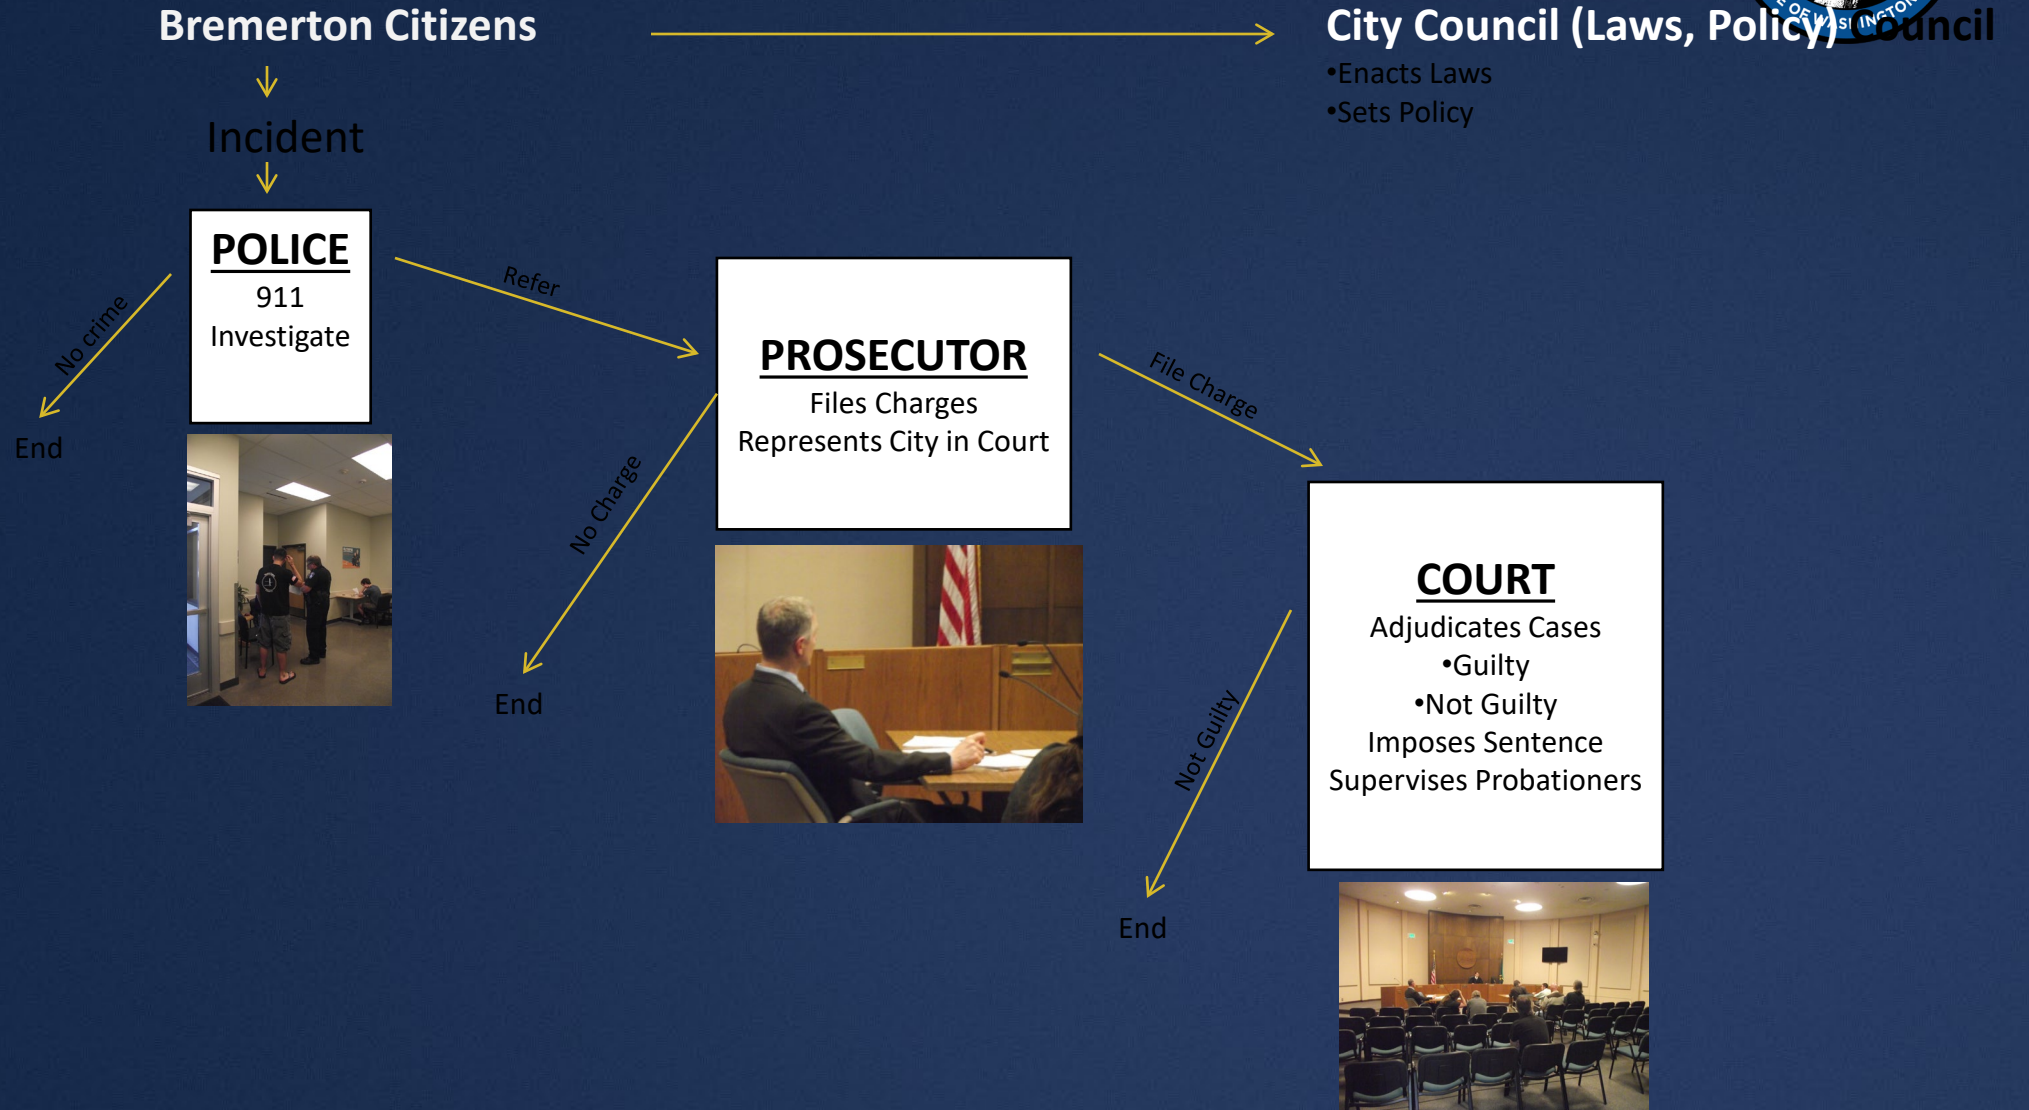 Bremerton Citizens
City Council (Laws, Policy) Council
•Enacts Laws
•Sets Policy
Incident
POLICE
911
Investigate
No crime
End
Refer
PROSECUTOR
Files Charges
Represents City in Court
No Charge
End
File Charge
COURT
Adjudicates Cases
•Guilty
•Not Guilty
Imposes Sentence
Supervises Probationers
Not Guilty
End
OF WASHINGTON